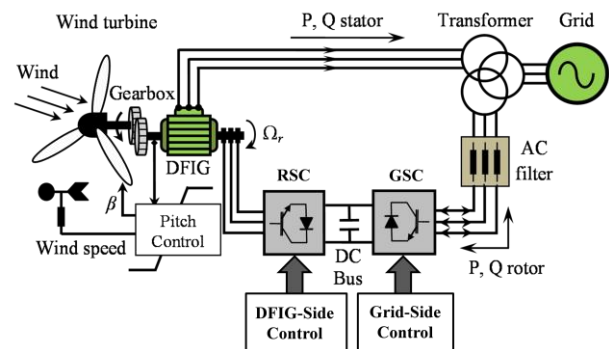 Wind turbine
P, Q stator
Transformer
Grid
Wind
Gearbox
Ωr
DFIG
RSC
GSC
AC
filter
β
Pitch
Control
Wind speed
DC
Bus
P, Q rotor
DFIG-Side
Control
Grid-Side
Control